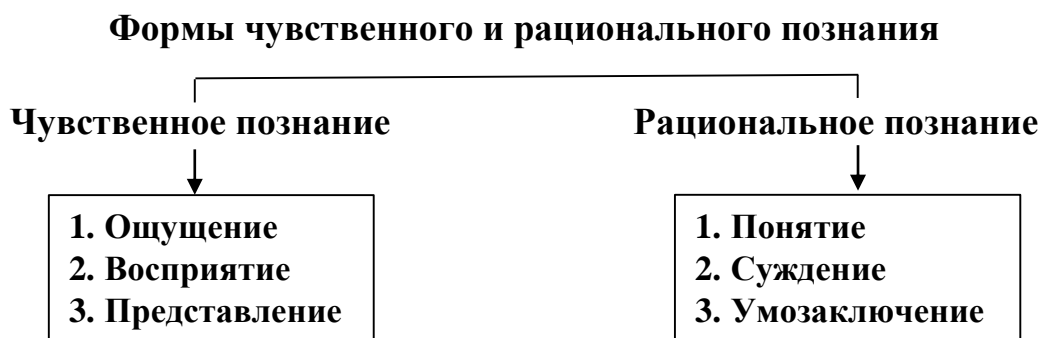 Формы чувственного и рационального познания
Чувственное познание
1. Ощущение
2. Восприятие
3. Представление
Рациональное познание
1. Понятие
2. Суждение
3. Умозаключение